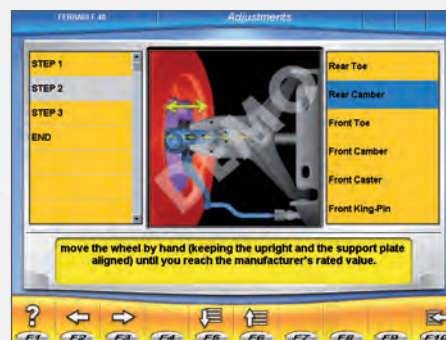 FERRARI F 40
Adjustments
STEP 1
STEP 2
STEP 3
END
DEMO
Rear Toe
Rear Camber
Front Toe
Front Camber
Front Caster
Front King-Pin
move the wheel by hand (keeping the upright and the support plate
aligned) until you reach the manufacturer's rated value.
?
F1 F2 F3 F4 F5 F6 F7 F8 F9 F10